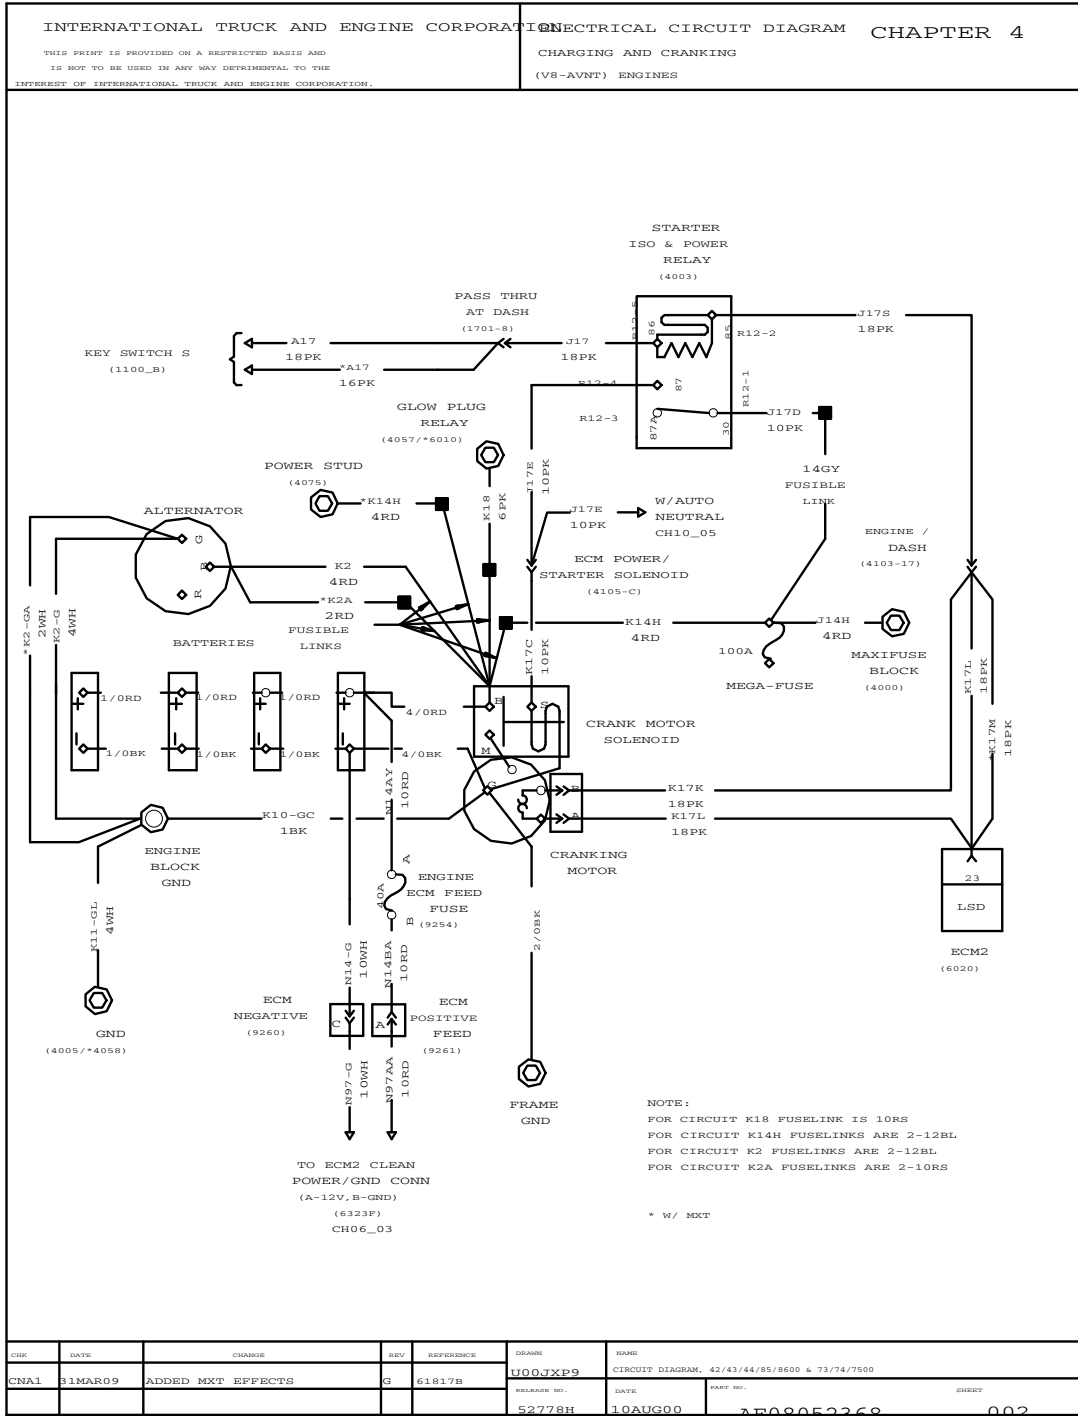 INTERNATIONAL TRUCK AND ENGINE CORPORATION
THIS PRINT IS PROVIDED ON A RESTRICTED BASIS AND
IS NOT TO BE USED IN ANY WAY DETRIMENTAL TO THE
INTEREST OF INTERNATIONAL TRUCK AND ENGINE CORPORATION.
ELECTRICAL CIRCUIT DIAGRAM
CHARGING AND CRANKING
(V8-AVNT) ENGINES
CHAPTER 4
STARTER
ISO & POWER
RELAY
(4003)
PASS THRU
AT DASH
(1701-8)
KEY SWITCH S
(1100_B)
A17
18PK
*A17
16PK
J17
18PK
R12-5
86
85
R12-2
J17S
18PK
R12-4
87
R12-1
R12-3
87A
30
J17D
10PK
GLOW PLUG
RELAY
(4057/*6010)
POWER STUD
(4075)
*K14H
4RD
K18
6PK
J17E
10PK
14GY
FUSIBLE
LINK
J17E
10PK
W/AUTO
NEUTRAL
CH10_05
ALTERNATOR
G
B
R
K2
4RD
*K2A
2RD
FUSIBLE
LINKS
ECM POWER/
STARTER SOLENOID
(4105-C)
ENGINE /
DASH
(4103-17)
*K2-GA
2WH
K2-G
4WH
K14H
4RD
100A
MEGA-FUSE
J14H
4RD
MAXIFUSE
BLOCK
(4000)
K17C
10PK
K17L
18PK
*K17M
18PK
BATTERIES
+
+
+
+
1/0RD
1/0RD
1/0RD
4/0RD
1/0BK
1/0BK
1/0BK
4/0BK
B
S
M
CRANK MOTOR
SOLENOID
G
B
A
K17K
18PK
K17L
18PK
CRANKING
MOTOR
N14AY
10RD
K10-GC
1BK
ENGINE
BLOCK
GND
A
40A
B
ENGINE
ECM FEED
FUSE
(9254)
23
LSD
ECM2
(6020)
K11-GL
4WH
GND
(4005/*4058)
N14-G
10WH
N14BA
10RD
2/0BK
ECM
NEGATIVE
(9260)
C
A
ECM
POSITIVE
FEED
(9261)
N97-G
10WH
N97AA
10RD
FRAME
GND
TO ECM2 CLEAN
POWER/GND CONN
(A-12V,B-GND)
(6323F)
CH06_03
NOTE:
FOR CIRCUIT K18 FUSELINK IS 10RS
FOR CIRCUIT K14H FUSELINKS ARE 2-12BL
FOR CIRCUIT K2 FUSELINKS ARE 2-12BL
FOR CIRCUIT K2A FUSELINKS ARE 2-10RS
* W/ MXT
CHK DATE CHANGE REV REFERENCE
CNA1 31MAR09 ADDED MXT EFFECTS G 61817B
DRAWN
U00JXP9
NAME
CIRCUIT DIAGRAM, 42/43/44/85/8600 & 73/74/7500
RELEASE NO.
52778H
DATE
10AUG00
PART NO.
AE08052368
SHEET
002